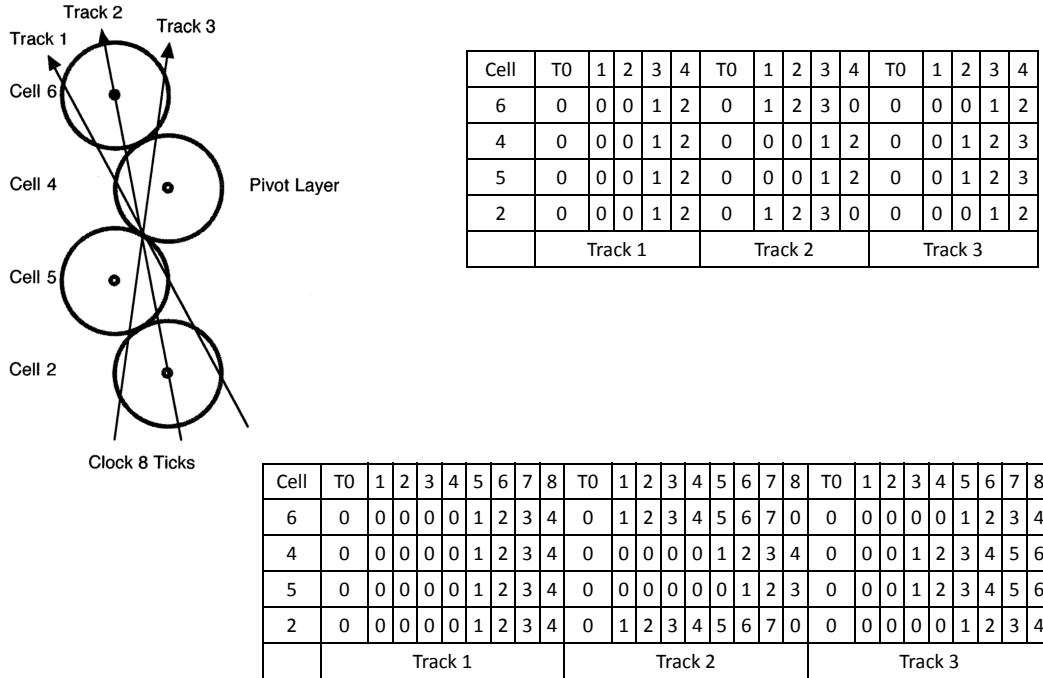 Track 2
Track 1
Track 3
Cell 6
Cell 4
Pivot Layer
Cell 5
Cell 2
Clock 8 Ticks
Cell T0 1 2 3 4 T0 1 2 3 4 T0 1 2 3 4
6 0 0 0 1 2 0 1 2 3 0 0 0 0 1 2
4 0 0 0 1 2 0 0 0 1 2 0 0 1 2 3
5 0 0 0 1 2 0 0 0 1 2 0 0 1 2 3
2 0 0 0 1 2 0 1 2 3 0 0 0 0 1 2
Track 1 Track 2 Track 3
Cell T0 1 2 3 4 5 6 7 8 T0 1 2 3 4 5 6 7 8 T0 1 2 3 4 5 6 7 8
6 0 0 0 0 0 1 2 3 4 0 1 2 3 4 5 6 7 0 0 0 0 0 0 1 2 3 4
4 0 0 0 0 0 1 2 3 4 0 0 0 0 0 1 2 3 4 0 0 0 1 2 3 4 5 6
5 0 0 0 0 0 1 2 3 4 0 0 0 0 0 0 1 2 3 0 0 0 1 2 3 4 5 6
2 0 0 0 0 0 1 2 3 4 0 1 2 3 4 5 6 7 0 0 0 0 0 0 1 2 3 4
Track 1 Track 2 Track 3